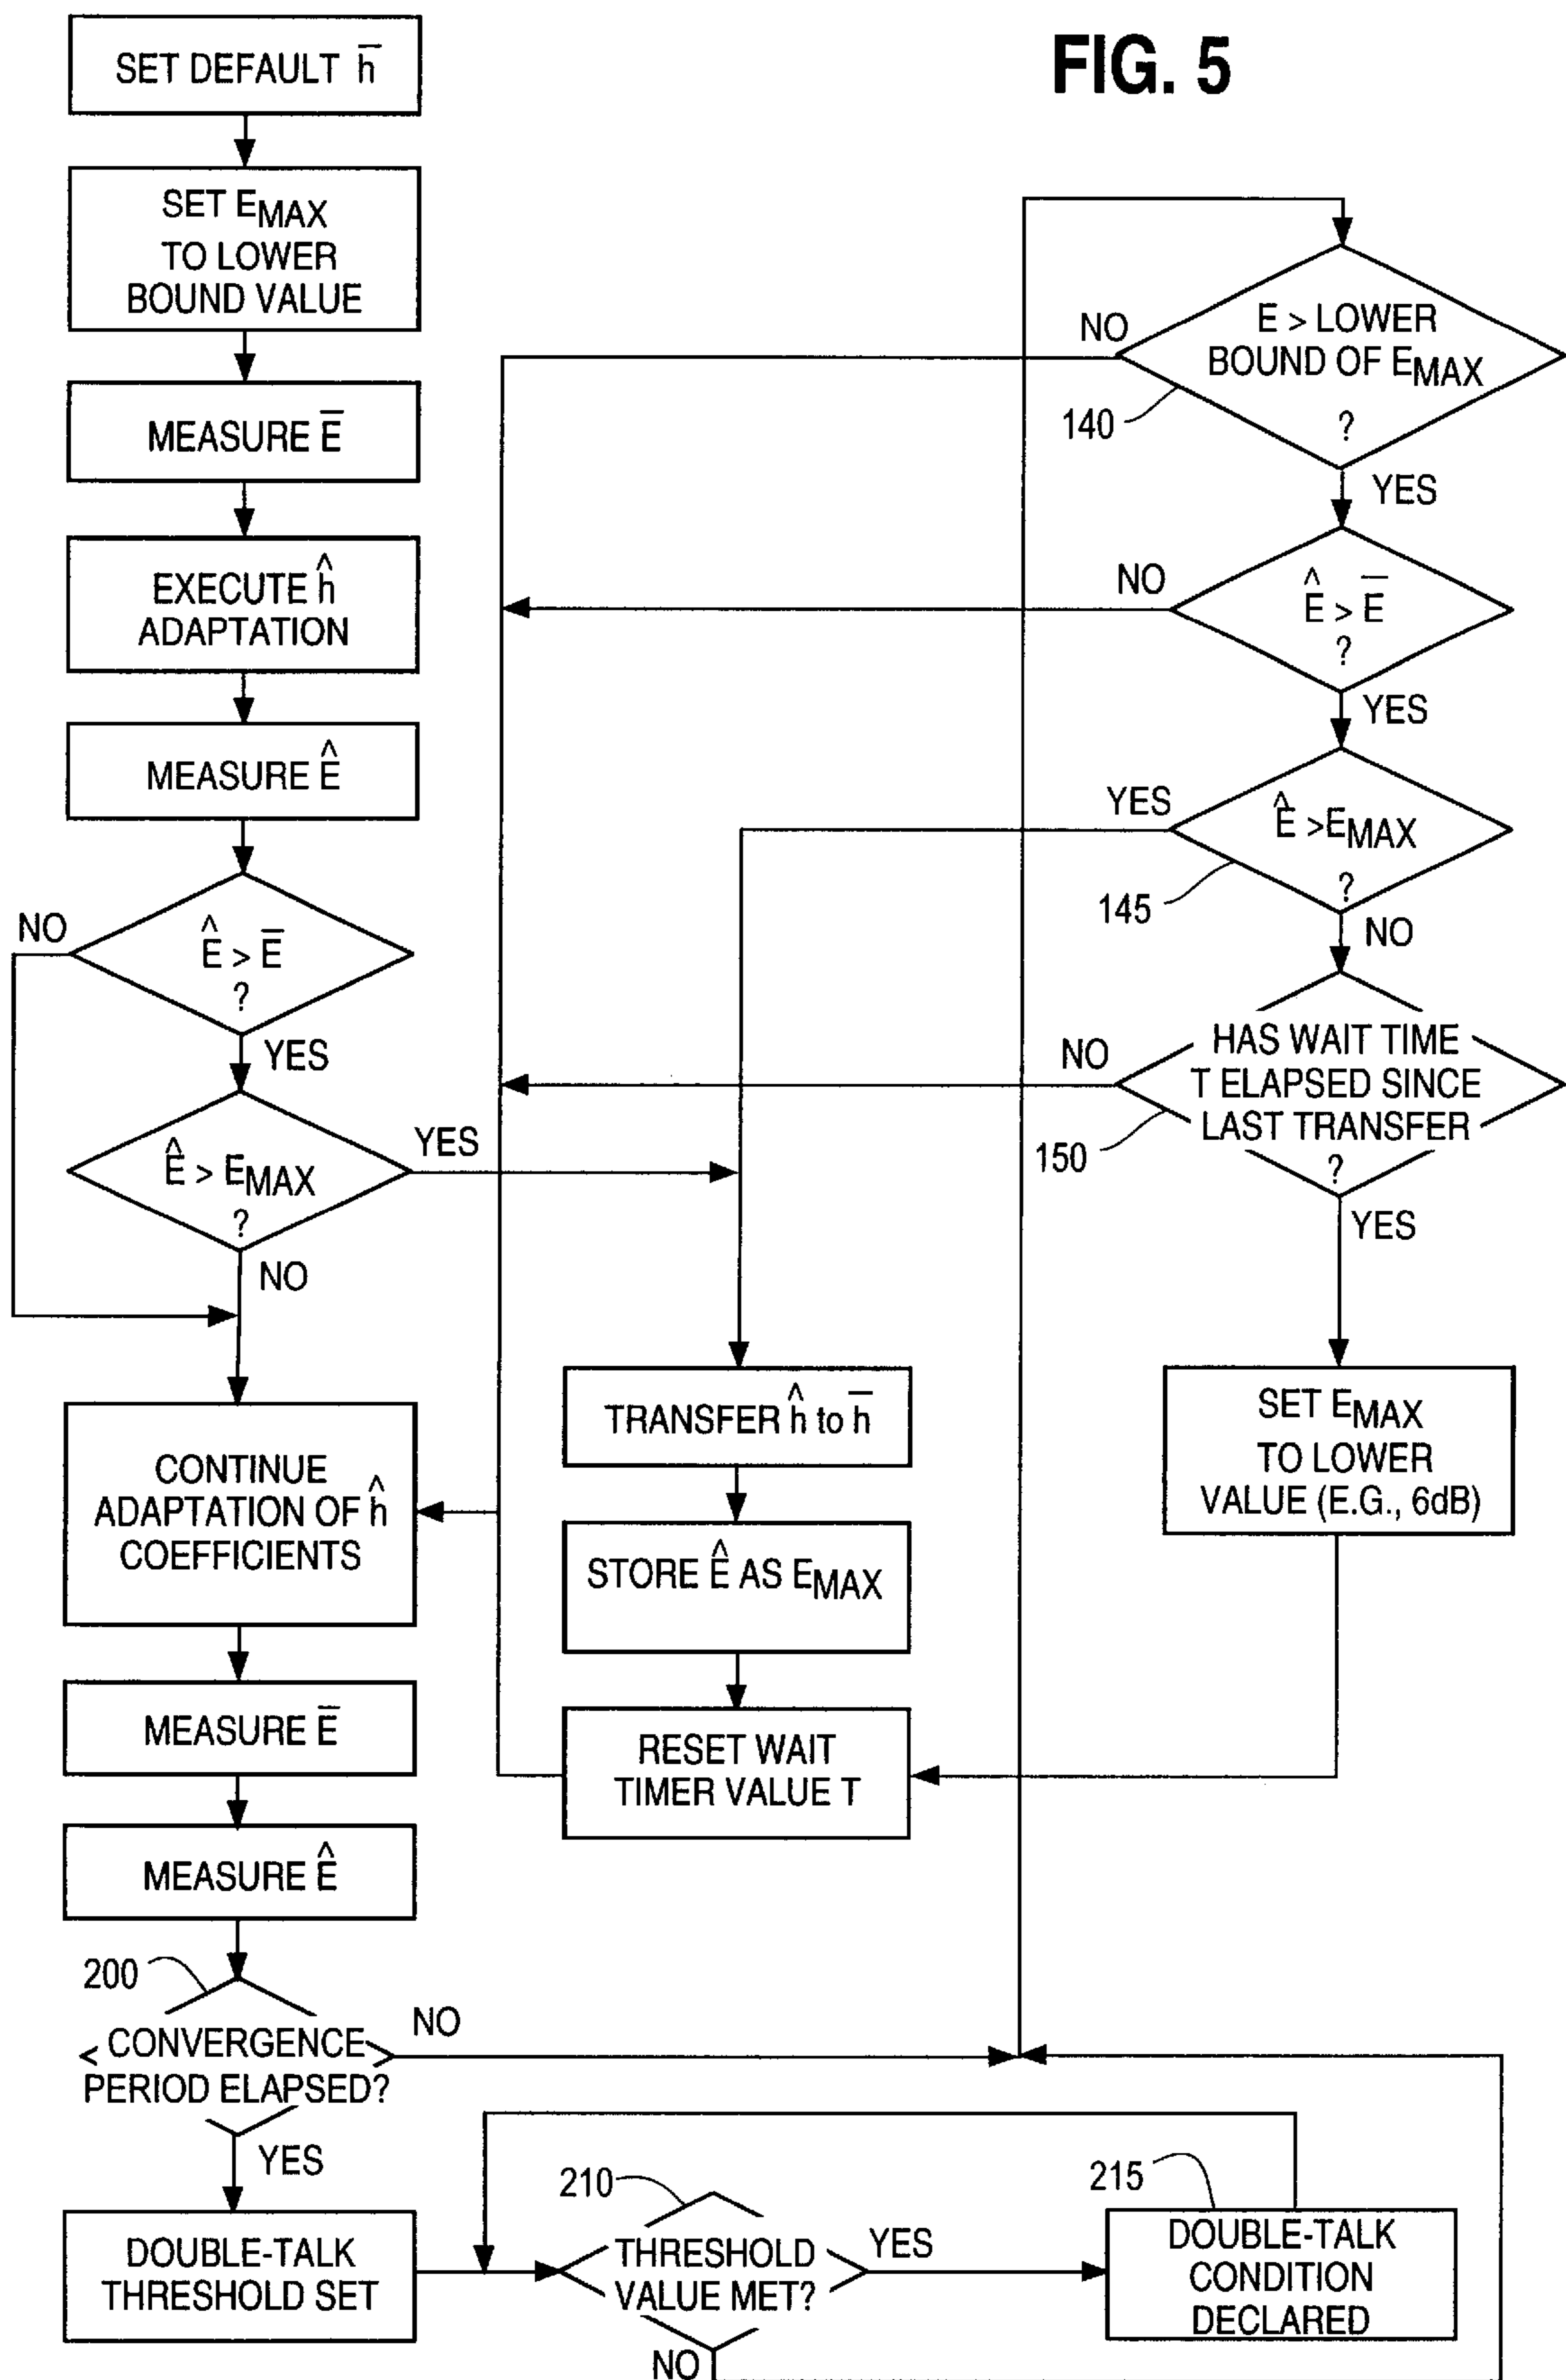 FIG. 5
SET DEFAULT h̅
SET EMAX
TO LOWER
BOUND VALUE
MEASURE E̅
EXECUTE ĥ
ADAPTATION
MEASURE Ê
Ê > E̅
?
NO
YES
Ê > EMAX
?
YES
NO
CONTINUE
ADAPTATION OF ĥ
COEFFICIENTS
MEASURE E̅
MEASURE Ê
200
CONVERGENCE
PERIOD ELAPSED?
NO
YES
DOUBLE-TALK
THRESHOLD SET
210
THRESHOLD
VALUE MET?
YES
NO
215
DOUBLE-TALK
CONDITION
DECLARED
TRANSFER ĥ to h̅
STORE Ê AS EMAX
RESET WAIT
TIMER VALUE T
E > LOWER
BOUND OF EMAX
?
NO
140
YES
Ê > E̅
?
NO
YES
Ê >EMAX
?
YES
145
NO
HAS WAIT TIME
T ELAPSED SINCE
LAST TRANSFER
?
NO
150
YES
SET EMAX
TO LOWER
VALUE (E.G., 6dB)